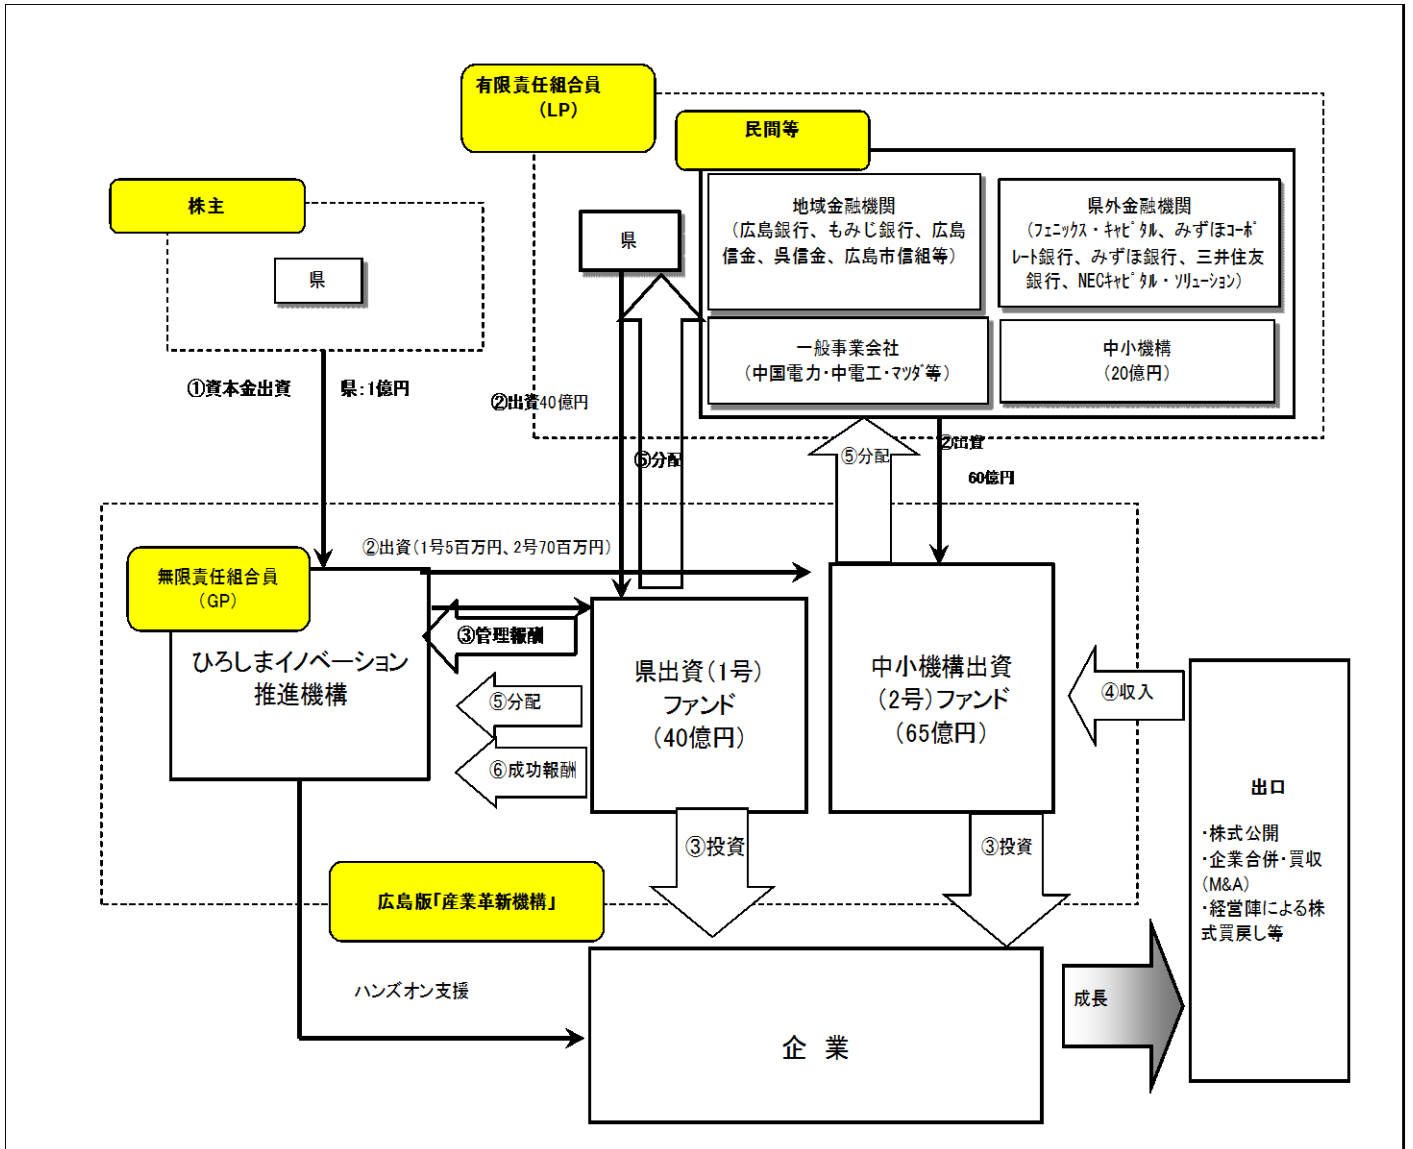 有限責任組合員
（LP）
民間等
株主
県
県
地域金融機関
（広島銀行、もみじ銀行、広島
信金、呉信金、広島市信組等）
県外金融機関
（ﾌｪﾆｯｸｽ・ｷｬﾋﾟﾀﾙ、みずほｺｰﾎﾟ
ﾚｰﾄ銀行、みずほ銀行、三井住友
銀行、NECｷｬﾋﾟﾀﾙ・ｿﾘｭｰｼｮﾝ）
一般事業会社
（中国電力・中電工・ﾏﾂﾀﾞ等）
中小機構
（20億円）
①資本金出資　県：1億円
②出資40億円
⑤分配
⑤分配
②出資
60億円
②出資（1号5百万円、2号70百万円）
無限責任組合員
（GP）
ひろしまイノベーション
推進機構
③管理報酬
⑤分配
⑥成功報酬
県出資（1号）
ファンド
（40億円）
中小機構出資
（2号）ファンド
（65億円）
④収入
出口
・株式公開
・企業合併・買収
（M&A）
・経営陣による株
式買戻し等
③投資
③投資
広島版「産業革新機構」
ハンズオン支援
企　業
成長